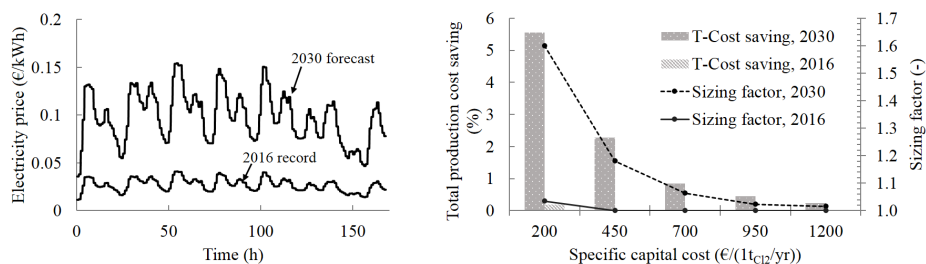 Electricity price (€/kWh)
0.2
0.15
0.1
0.05
0
2030 forecast
2016 record
0
50
100
150
Time (h)
Total production cost saving
(%)
6
5
4
3
2
1
0
T-Cost saving, 2030
T-Cost saving, 2016
Sizing factor, 2030
Sizing factor, 2016
1.7
1.6
1.5
1.4
1.3
1.2
1.1
1.0
Sizing factor (-)
200 450 700 950 1200
Specific capital cost (€/(1tCl2/yr))